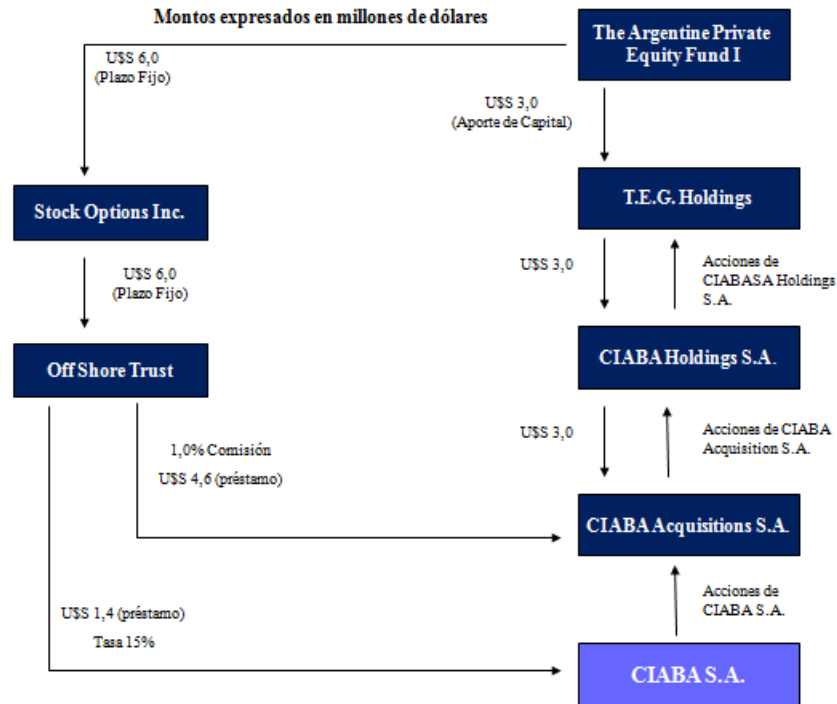 Montos expresados en millones de dólares
The Argentine Private
Equity Fund I
U$S 6,0
(Plazo Fijo)
U$S 3,0
(Aporte de Capital)
Stock Options Inc.
T.E.G. Holdings
U$S 6,0
(Plazo Fijo)
U$S 3,0
Acciones de
CIABASA Holdings
S.A.
Off Shore Trust
CIABA Holdings S.A.
1,0% Comisión
U$S 4,6 (préstamo)
U$S 3,0
Acciones de CIABA
Acquisition S.A.
CIABA Acquisitions S.A.
U$S 1,4 (préstamo)
Tasa 15%
Acciones de
CIABA S.A.
CIABA S.A.